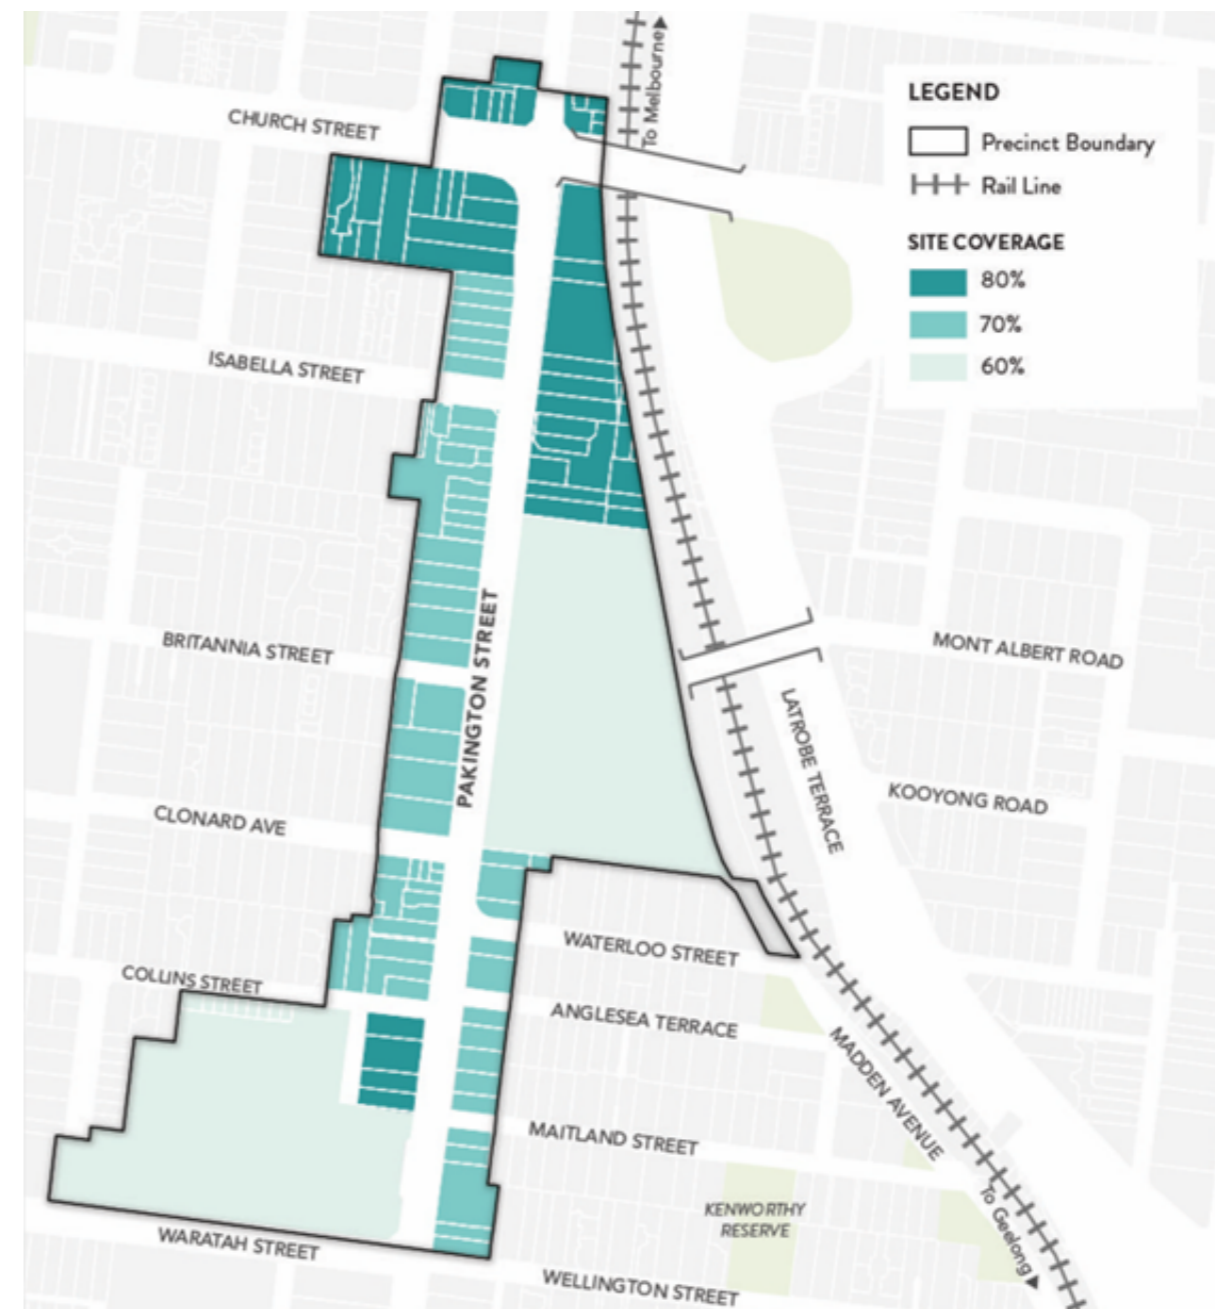 To Melbourne
LEGEND
Precinct Boundary
Rail Line
SITE COVERAGE
80%
70%
60%
CHURCH STREET
ISABELLA STREET
BRITANNIA STREET
PAKINGTON STREET
MONT ALBERT ROAD
LATROBE TERRACE
KOOYONG ROAD
CLONARD AVE
WATERLOO STREET
COLLINS STREET
ANGLESEA TERRACE
MADDEN AVENUE
MAITLAND STREET
KENWORTHY
RESERVE
To Geelong
WARATAH STREET
WELLINGTON STREET